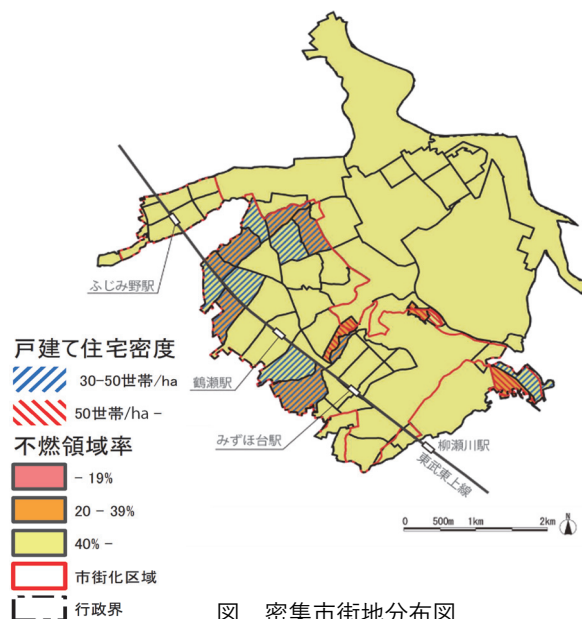 ふじみ野駅
鶴瀬駅
みずほ台駅
柳瀬川駅
東武東上線
戸建て住宅密度
30-50世帯/ha
50世帯/ha -
不燃領域率
- 19%
20 - 39%
40% -
市街化区域
行政界
0 500m 1km 2km
N
図 密集市街地分布図